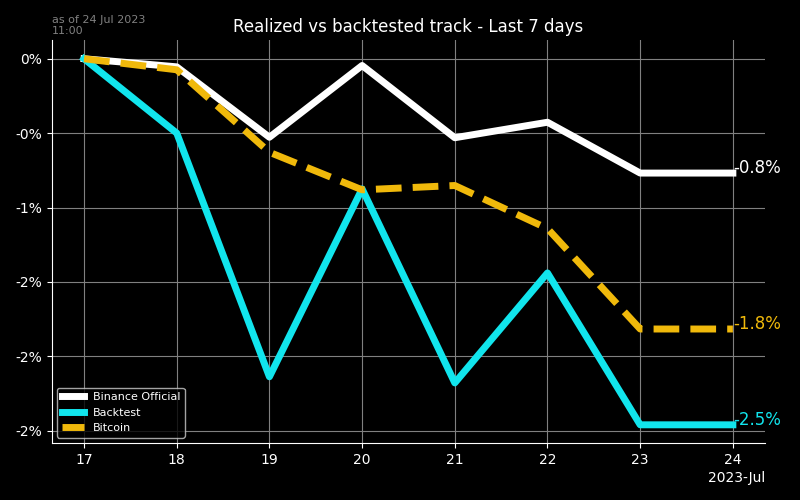 as of 24 Jul 2023
11:00
Realized vs backtested track - Last 7 days
0%
-0%
-1%
-2%
-2%
-2%
-0.8%
-1.8%
-2.5%
Binance Official
Backtest
Bitcoin
17 18 19 20 21 22 23 24
2023-Jul